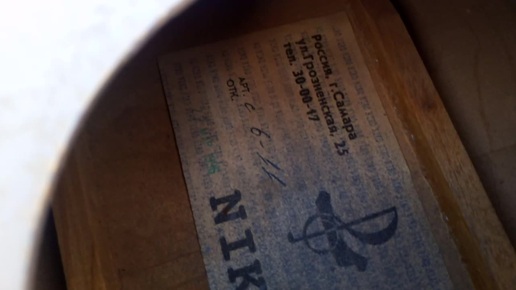 Россия, г.Самара
ул.Грозненская, 25
тел. 30-00-17
АРТ. 6-11
ОТК.
NIK